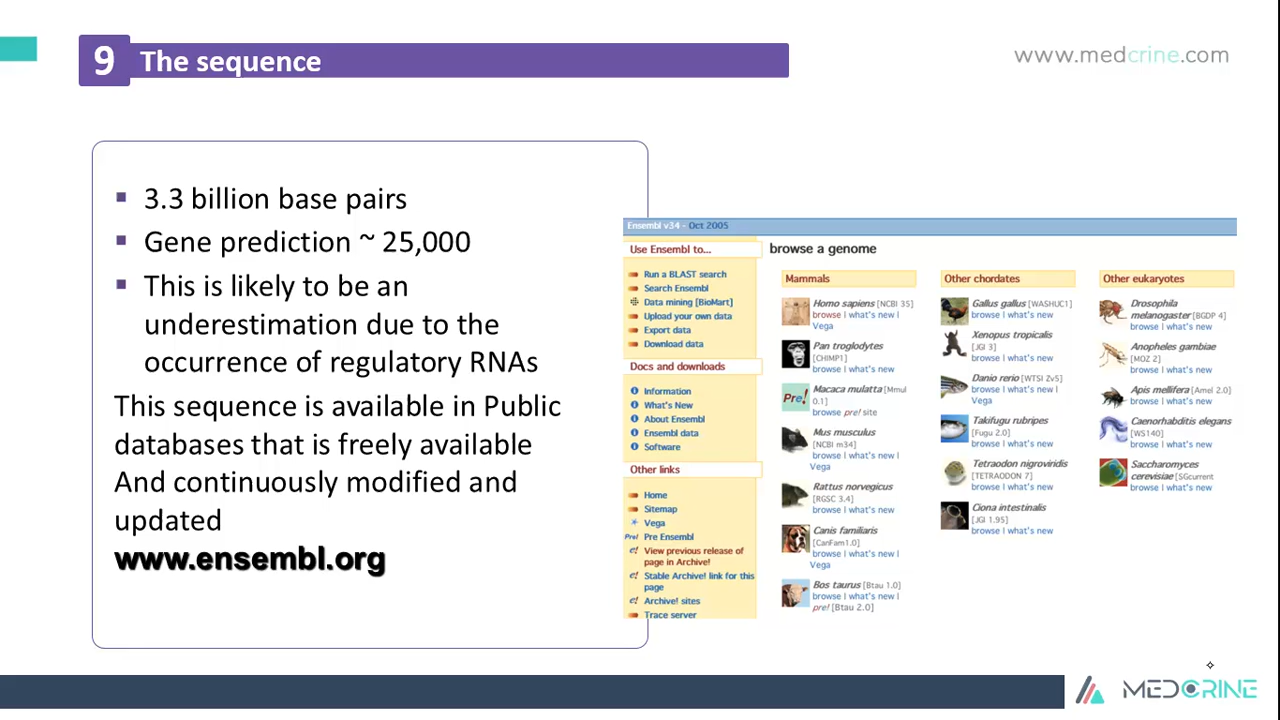 9 The sequence
www.medcrine.com
▪ 3.3 billion base pairs
▪ Gene prediction ~ 25,000
▪ This is likely to be an
underestimation due to the
occurrence of regulatory RNAs
This sequence is available in Public
databases that is freely available
And continuously modified and
updated
www.ensembl.org
Ensembl v34 - Oct 2005
Use Ensembl to...
Run a BLAST search
Search Ensembl
Data mining [BioMart]
Upload your own data
Export data
Download data
Docs and downloads
Information
What's New
About Ensembl
Ensembl data
Software
Other links
Home
Sitemap
Vega
Pre! Pre Ensembl
e! View previous release of
page in Archive!
e! Stable Archive! link for this
page
e! Archive! sites
Trace server
browse a genome
Mammals
Homo sapiens [NCBI 35]
browse | what's new |
Vega
Pan troglodytes
[CHIMP1]
browse | what's new
Pre!
Macaca mulatta [Mmul
0.1]
browse pre! site
Mus musculus
[NCBI m34]
browse | what's new |
Vega
Rattus norvegicus
[RGSC 3.4]
browse | what's new
Canis familiaris
[CanFam1.0]
browse | what's new |
Vega
Bos taurus [Btau 1.0]
browse | what's new |
pre! [Btau 2.0]
Other chordates
Gallus gallus [WASHUC1]
browse | what's new
Xenopus tropicalis
[JGI 3]
browse | what's new
Danio rerio [WTSI Zv5]
browse | what's new |
Vega
Takifugu rubripes
[Fugu 2.0]
browse | what's new
Tetraodon nigroviridis
[TETRAODON 7]
browse | what's new
Ciona intestinalis
[JGI 1.95]
browse | what's new
Other eukaryotes
Drosophila
melanogaster [BGDP 4]
browse | what's new
Anopheles gambiae
[MOZ 2]
browse | what's new
Apis mellifera [Amel 2.0]
browse | what's new
Caenorhabditis elegans
[WS140]
browse | what's new
Saccharomyces
cerevisiae [SGcurrent]
browse | what's new
MEDCRINE